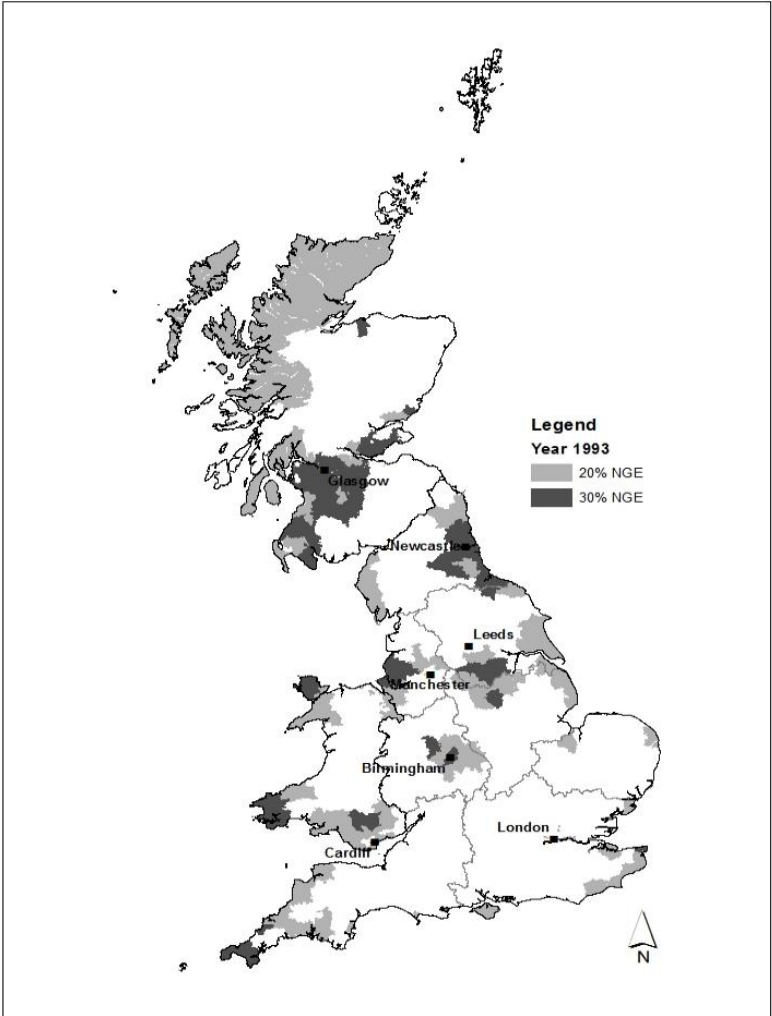 Legend
Year 1993
20% NGE
30% NGE
Glasgow
Newcastle
Leeds
Manchester
Birmingham
London
Cardiff
N